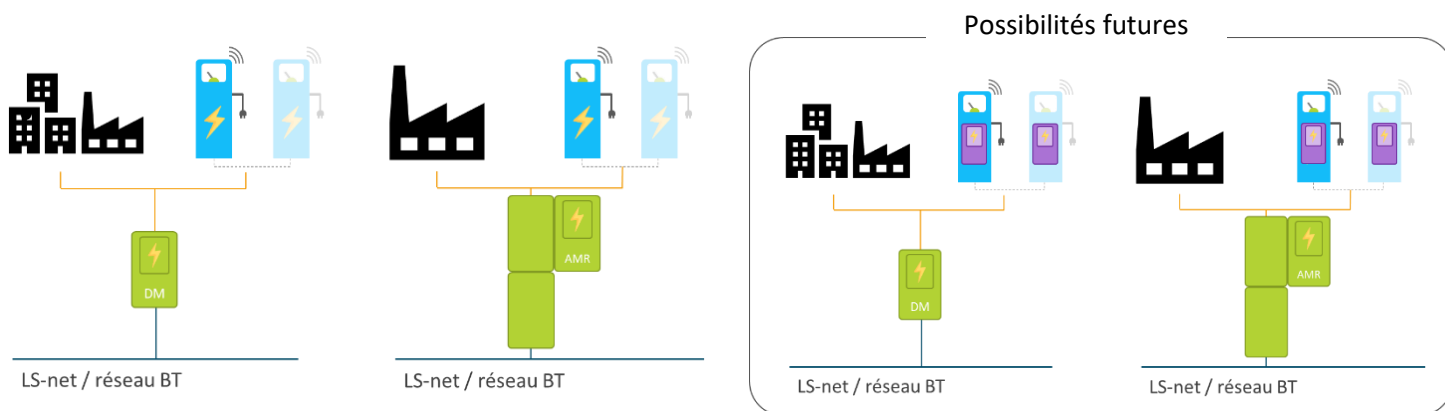 Possibilités futures
DM
AMR
DM
AMR
LS-net / réseau BT
LS-net / réseau BT
LS-net / réseau BT
LS-net / réseau BT